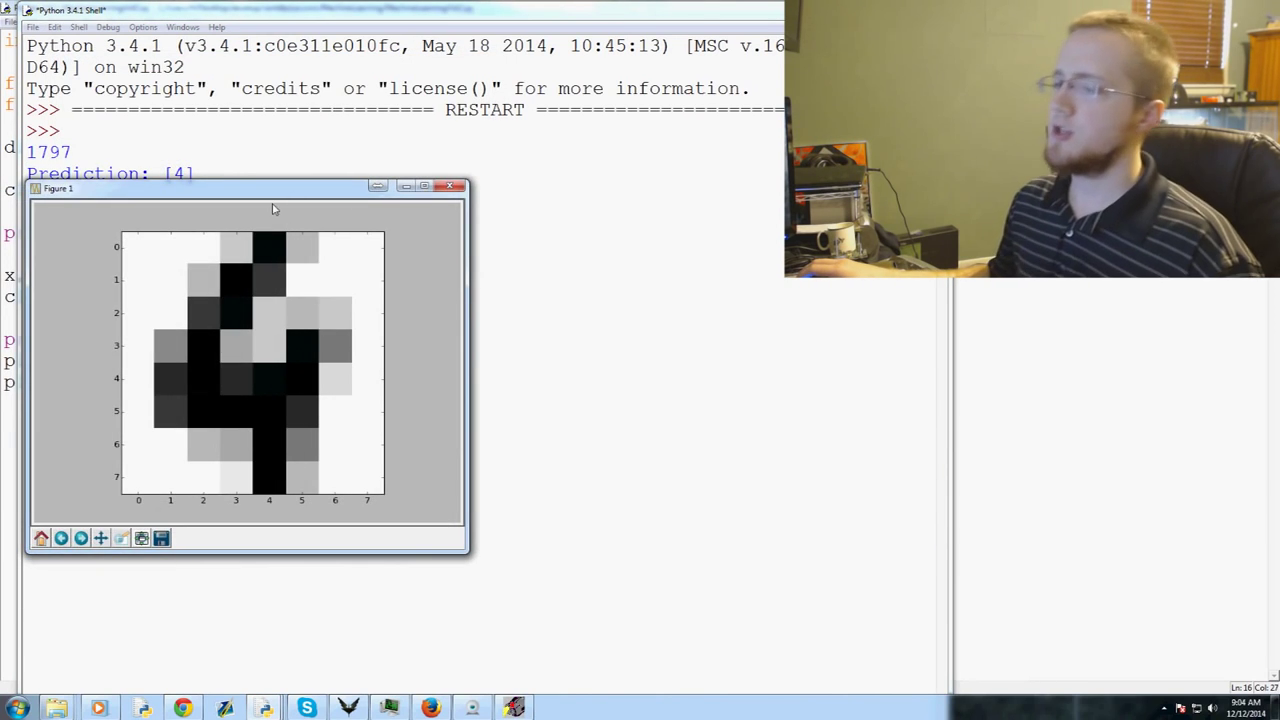 *Python 3.4.1 Shell*
File Edit Shell Debug Options Windows Help
Python 3.4.1 (v3.4.1:c0e311e010fc, May 18 2014, 10:45:13) [MSC v.16
D64)] on win32
Type "copyright", "credits" or "license()" for more information.
>>> ================================ RESTART ======================
>>>
1797
Prediction: [4]
Figure 1
0
1
2
3
4
5
6
7
0 1 2 3 4 5 6 7
Ln: 16 Col: 27
9:04 AM
12/12/2014